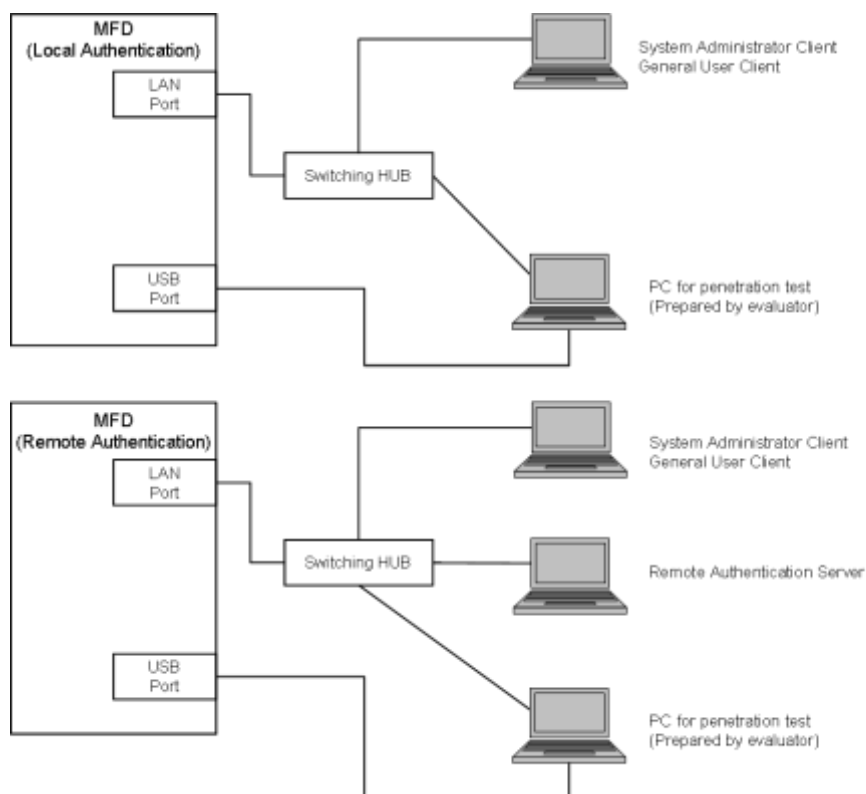 MFD
(Local Authentication)
LAN
Port
System Administrator Client
General User Client
Switching HUB
USB
Port
PC for penetration test
(Prepared by evaluator)
MFD
(Remote Authentication)
LAN
Port
System Administrator Client
General User Client
Switching HUB
Remote Authentication Server
USB
Port
PC for penetration test
(Prepared by evaluator)